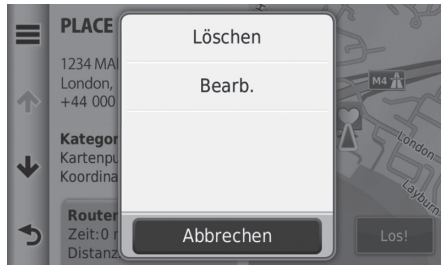 PLACE
1234 MAI
London,
+44 000
Kategor
Kartenpu
Koordina
Router
Zeit:0 m
Distanz
Löschen
Bearb.
Abbrechen
M4
London
Layburn
Los!